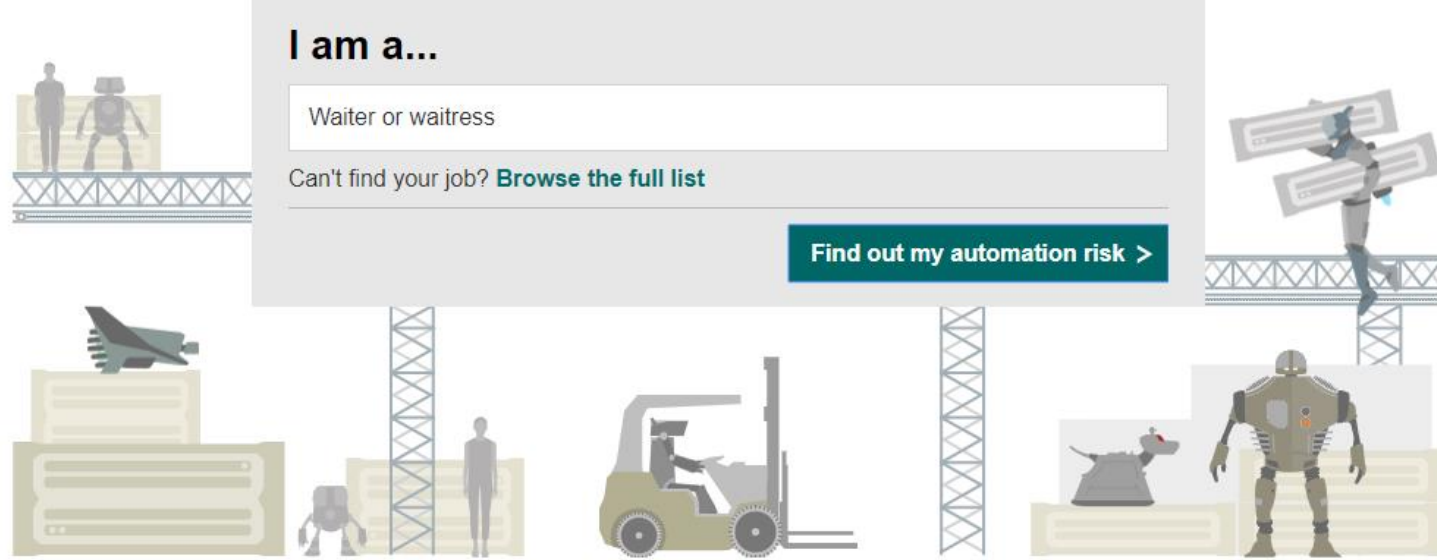 I am a...
Waiter or waitress
Can't find your job? Browse the full list
Find out my automation risk >